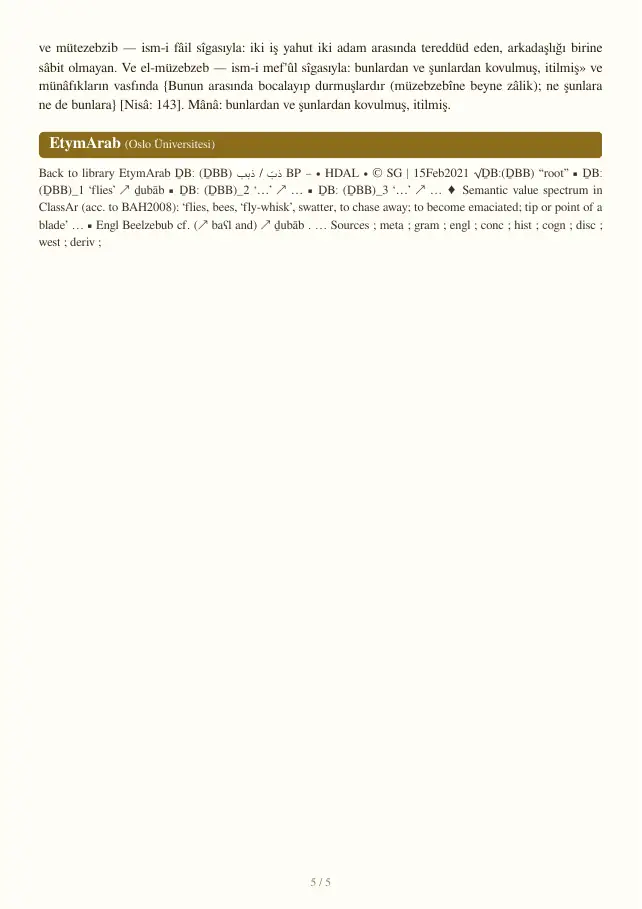 ve mütezebzib — ism-i fâil sîgasıyla: iki iş yahut iki adam arasında tereddüd eden, arkadaşlığı birine
sâbit olmayan. Ve el-müzebzeb — ism-i mef'ûl sîgasıyla: bunlardan ve şunlardan kovulmuş, itilmiş» ve
münâfıkların vasfında {Bunun arasında bocalayıp durmuşlardır (müzebzebîne beyne zâlik); ne şunlara
ne de bunlara} [Nisâ: 143]. Mânâ: bunlardan ve şunlardan kovulmuş, itilmiş.
EtymArab (Oslo Üniversitesi)
Back to library EtymArab ḎB: (ḎBB) ذبّ / ذبب BP – • HDAL • © SG | 15Feb2021 √ḎB:(ḎBB) “root” ▪ ḎB:
(ḎBB)_1 ‘flies’ ↗ ḏubāb ▪ ḎB: (ḎBB)_2 ‘…’ ↗ … ▪ ḎB: (ḎBB)_3 ‘…’ ↗ … ♦ Semantic value spectrum in
ClassAr (acc. to BAH2008): ‘flies, bees, ‘fly-whisk’, swatter, to chase away; to become emaciated; tip or point of a
blade’ … ▪ Engl Beelzebub cf. (↗ baʕl and) ↗ ḏubāb . … Sources ; meta ; gram ; engl ; conc ; hist ; cogn ; disc ;
west ; deriv ;
5 / 5